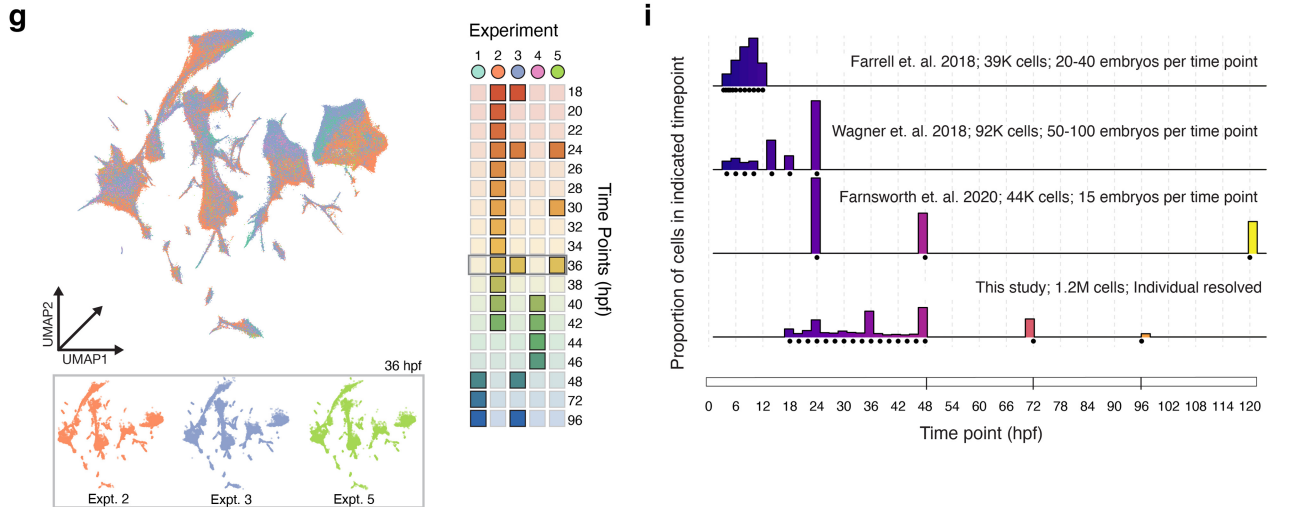 g
Experiment
1 2 3 4 5
18
20
22
24
26
28
30
32
34
36
38
40
42
44
46
48
72
96
Time Points (hpf)
UMAP2
UMAP1
36 hpf
Expt. 2
Expt. 3
Expt. 5
i
Proportion of cells in indicated timepoint
Farrell et. al. 2018; 39K cells; 20-40 embryos per time point
Wagner et. al. 2018; 92K cells; 50-100 embryos per time point
Farnsworth et. al. 2020; 44K cells; 15 embryos per time point
This study; 1.2M cells; Individual resolved
0 6 12 18 24 30 36 42 48 54 60 66 72 78 84 90 96 102 108 114 120
Time point (hpf)